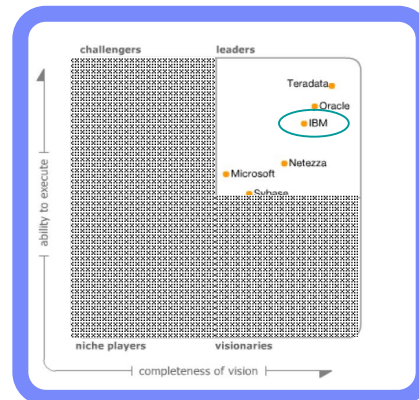 challengers leaders
Teradata
Oracle
IBM
Netezza
Microsoft
Sybase
ability to execute
niche players visionaries
completeness of vision